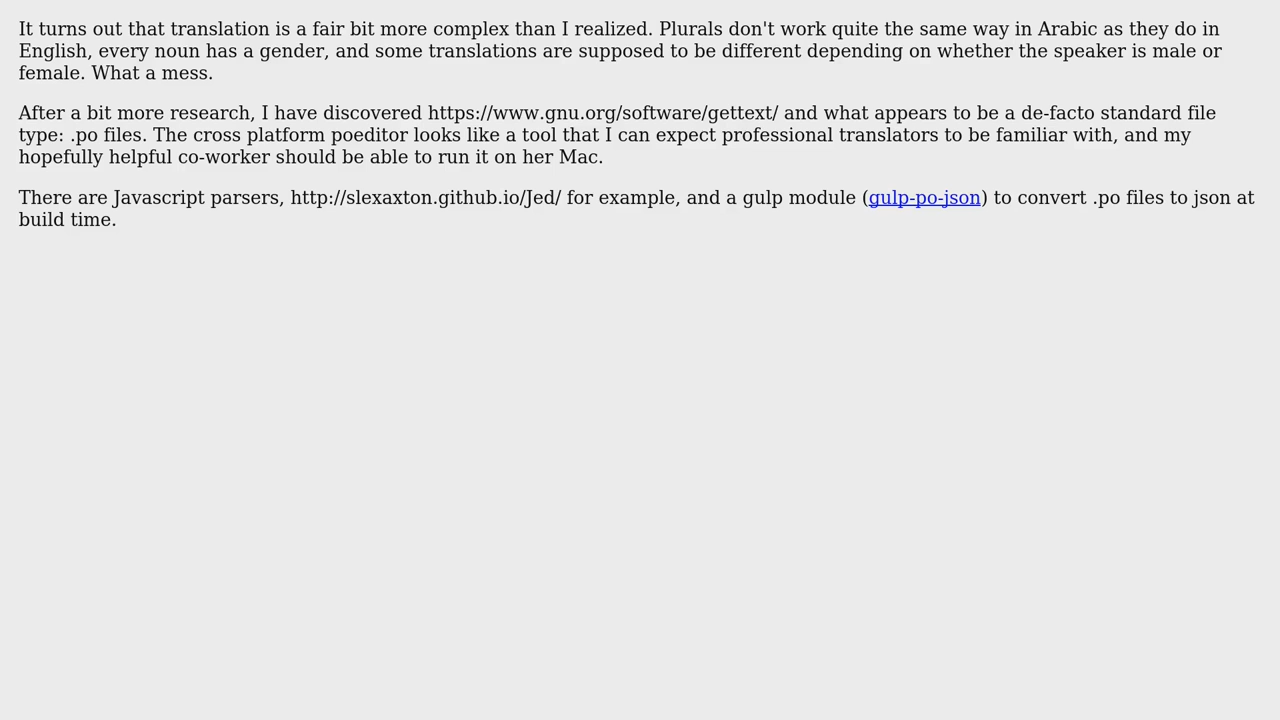 It turns out that translation is a fair bit more complex than I realized. Plurals don't work quite the same way in Arabic as they do in
English, every noun has a gender, and some translations are supposed to be different depending on whether the speaker is male or
female. What a mess.
After a bit more research, I have discovered https://www.gnu.org/software/gettext/ and what appears to be a de-facto standard file
type: .po files. The cross platform poeditor looks like a tool that I can expect professional translators to be familiar with, and my
hopefully helpful co-worker should be able to run it on her Mac.
There are Javascript parsers, http://slexaxton.github.io/Jed/ for example, and a gulp module (gulp-po-json) to convert .po files to json at
build time.